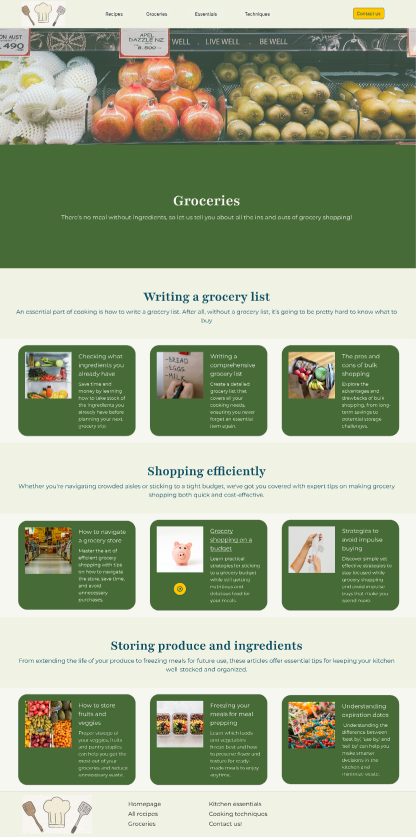 Recipes Groceries Essentials Techniques Contact us
WELL . LIVE WELL . BE WELL
490
8.500
Groceries
There's no meal without ingredients, so let us tell you about all the ins and outs of grocery shopping!
Writing a grocery list
An essential part of cooking is how to write a grocery list. After all, without a grocery list, it's going to be pretty hard to know what to
buy
Checking what
ingredients you
already have
Save time and
money by learning
how to take stock of
the ingredients you
already have before
planning your next
grocery trip.
BREAD
EGGS
MILK
Writing a
comprehensive
grocery list
Create a detailed
grocery list that
covers all your
cooking needs,
ensuring you never
forget an essential
item again.
The pros and
cons of bulk
shopping
Explore the
advantages and
drawbacks of bulk
shopping, from long-
term savings to
potential storage
challenges.
Shopping efficiently
Whether you're navigating crowded aisles or sticking to a tight budget, we've got you covered with expert tips on making grocery
shopping both quick and cost-effective.
How to navigate
a grocery store
Master the art of
efficient grocery
shopping with tips
on how to navigate
the store, save time,
and avoid
unnecessary
purchases.
Grocery
shopping on a
budget
Learn practical
strategies for sticking
to a grocery budget
while still getting
nutritious and
delicious food for
your meals.
Strategies to
avoid impulse
buying
Discover simple yet
effective strategies to
stay focused while
grocery shopping
and avoid impulse
buys that make you
spend more.
Storing produce and ingredients
From extending the life of your produce to freezing meals for future use, these articles offer essential tips for keeping your kitchen
well-stocked and organized.
How to store
fruits and
veggies
Proper storage of
your veggies, fruits
and pantry staples
can help you get the
most out of your
groceries and reduce
unnecessary waste.
Freezing your
meals for meal
prepping
Learn which foods
and vegetables
freeze best and how
to preserve flavor and
texture for ready-
made meals to enjoy
anytime.
Understanding
expiration dates
Understanding the
difference between
'best by,' 'use by,' and
'sell by' can help you
make smarter
decisions in the
kitchen and
minimize waste.
Homepage
All recipes
Groceries
Kitchen essentials
Cooking techniques
Contact us!